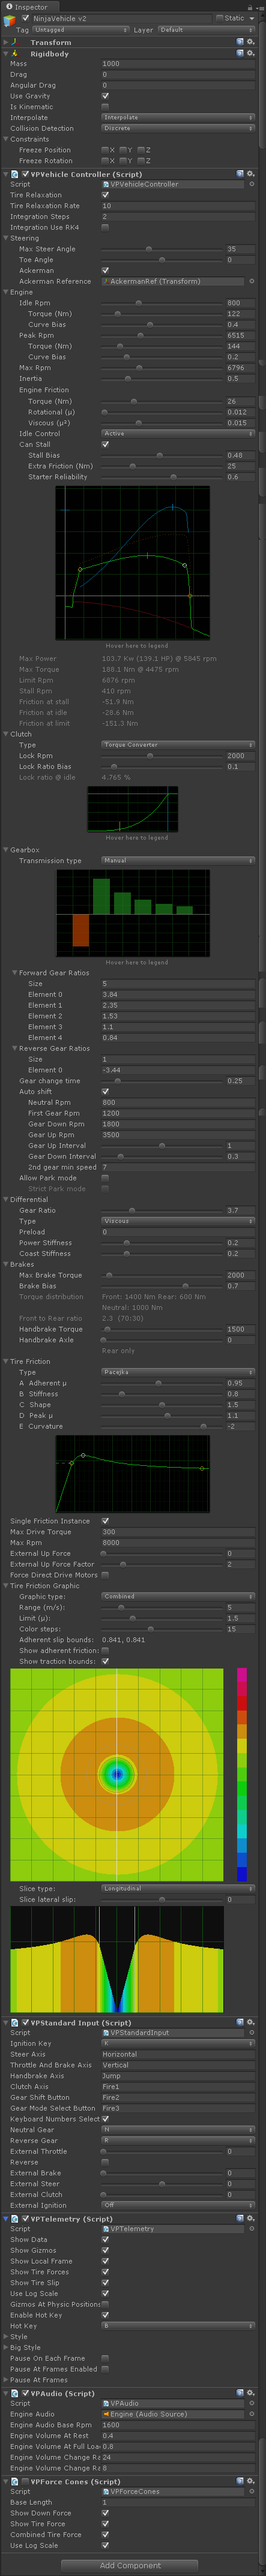 Inspector
NinjaVehicle v2 Static
Tag Untagged Layer Default
Transform
Rigidbody
Mass 1000
Drag 0
Angular Drag 0
Use Gravity
Is Kinematic
Interpolate Interpolate
Collision Detection Discrete
Constraints
Freeze Position X Y Z
Freeze Rotation X Y Z
VPVehicle Controller (Script)
Script VPVehicleController
Tire Relaxation
Tire Relaxation Rate 10
Integration Steps 2
Integration Use RK4
Steering
Max Steer Angle 35
Toe Angle 0
Ackerman
Ackerman Reference AckermanRef (Transform)
Engine
Idle Rpm 800
Torque (Nm) 122
Curve Bias 0.4
Peak Rpm 6515
Torque (Nm) 144
Curve Bias 0.2
Max Rpm 6796
Inertia 0.5
Engine Friction
Torque (Nm) 26
Rotational (μ) 0.012
Viscous (μ²) 0.015
Idle Control Active
Can Stall
Stall Bias 0.48
Extra Friction (Nm) 25
Starter Reliability 0.6
Hover here to legend
Max Power 103.7 Kw (139.1 HP) @ 5845 rpm
Max Torque 188.1 Nm @ 4475 rpm
Limit Rpm 6876 rpm
Stall Rpm 410 rpm
Friction at stall -51.9 Nm
Friction at idle -28.6 Nm
Friction at limit -151.3 Nm
Clutch
Type Torque Converter
Lock Rpm 2000
Lock Ratio Bias 0.1
Lock ratio @ idle 4.765 %
Hover here to legend
Gearbox
Transmission type Manual
Hover here to legend
Forward Gear Ratios
Size 5
Element 0 3.84
Element 1 2.35
Element 2 1.53
Element 3 1.1
Element 4 0.84
Reverse Gear Ratios
Size 1
Element 0 -3.44
Gear change time 0.25
Auto shift
Neutral Rpm 800
First Gear Rpm 1200
Gear Down Rpm 1800
Gear Up Rpm 3500
Gear Up Interval 1
Gear Down Interval 0.3
2nd gear min speed 7
Allow Park mode
Strict Park mode
Differential
Gear Ratio 3.7
Type Viscous
Preload 0
Power Stiffness 0.2
Coast Stiffness 0.2
Brakes
Max Brake Torque 2000
Brake Bias 0.7
Torque distribution Front: 1400 Nm Rear: 600 Nm
Neutral: 1000 Nm
Front to Rear ratio 2.3 (70:30)
Handbrake Torque 1500
Handbrake Axle 0
Rear only
Tire Friction
Type Pacejka
A Adherent μ 0.95
B Stiffness 0.8
C Shape 1.5
D Peak μ 1.1
E Curvature -2
Single Friction Instance
Max Drive Torque 300
Max Rpm 8000
External Up Force 0
External Up Force Factor 2
Force Direct Drive Motors
Tire Friction Graphic
Graphic type: Combined
Range (m/s): 5
Limit (μ): 1.5
Color steps: 15
Adherent slip bounds: 0.841, 0.841
Show adherent friction:
Show traction bounds:
Slice type: Longitudinal
Slice lateral slip: 0
VPStandard Input (Script)
Script VPStandardInput
Ignition Key K
Steer Axis Horizontal
Throttle And Brake Axis Vertical
Handbrake Axis Jump
Clutch Axis Fire1
Gear Shift Button Fire2
Gear Mode Select Button Fire3
Keyboard Numbers Select
Neutral Gear N
Reverse Gear R
External Throttle 0
Reverse
External Brake 0
External Steer 0
External Clutch 0
External Ignition Off
VPTelemetry (Script)
Script VPTelemetry
Show Data
Show Gizmos
Show Local Frame
Show Tire Forces
Show Tire Slip
Use Log Scale
Gizmos At Physic Positions
Enable Hot Key
Hot Key B
Style
Big Style
Pause On Each Frame
Pause At Frames Enabled
Pause At Frames
VPAudio (Script)
Script VPAudio
Engine Audio Engine (Audio Source)
Engine Audio Base Rpm 1600
Engine Volume At Rest 0.4
Engine Volume At Full Loa 0.8
Engine Volume Change Ra 24
Engine Volume Change Ra 8
VPForce Cones (Script)
Script VPForceCones
Base Length 1
Show Down Force
Show Tire Force
Combined Tire Force
Use Log Scale
Add Component